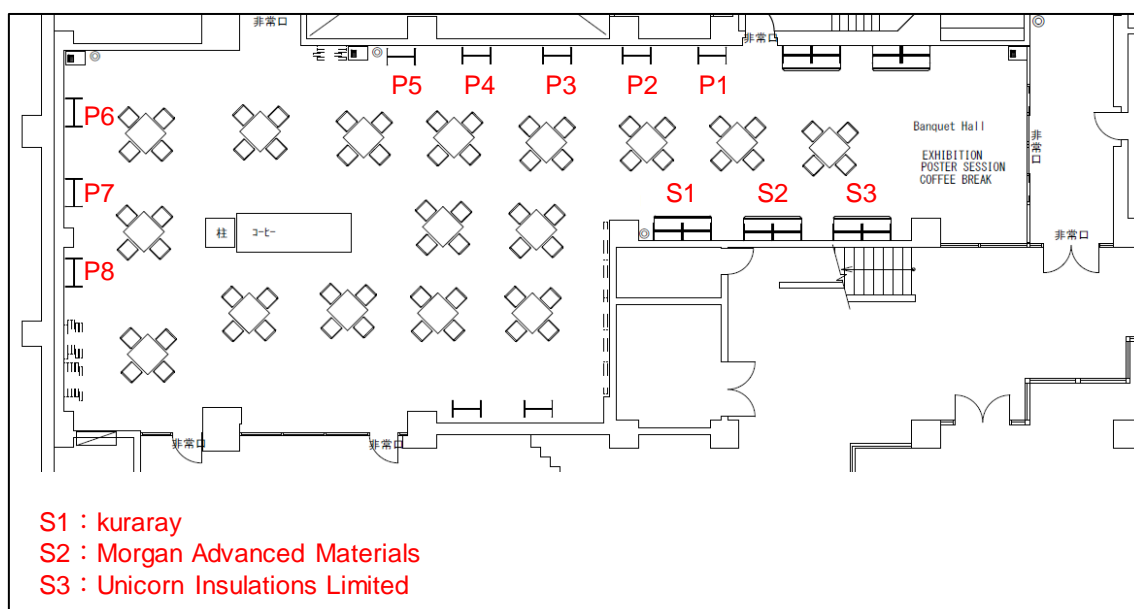 非常口
非常口
P5
P4
P3
P2
P1
P6
Banquet Hall
非常口
EXHIBITION
POSTER SESSION
COFFEE BREAK
P7
S1
S2
S3
柱
コーヒー
非常口
P8
非常口
非常口
S1：kuraray
S2：Morgan Advanced Materials
S3：Unicorn Insulations Limited